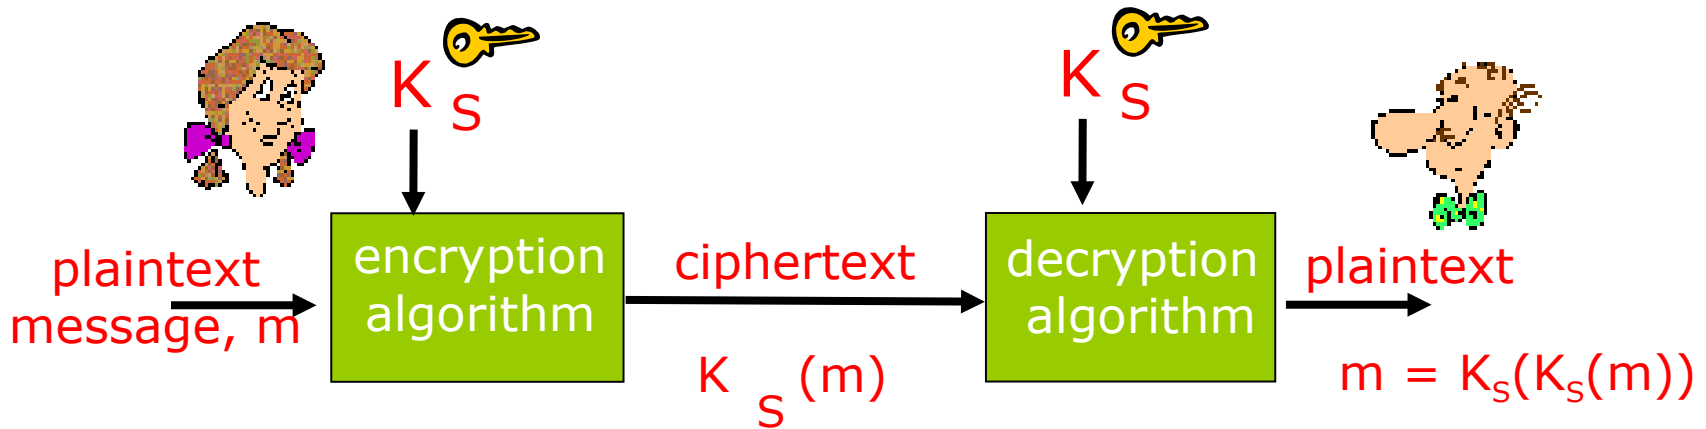 K S
K S
plaintext
message, m
encryption
algorithm
ciphertext
K S (m)
decryption
algorithm
plaintext
m = KS(KS(m))